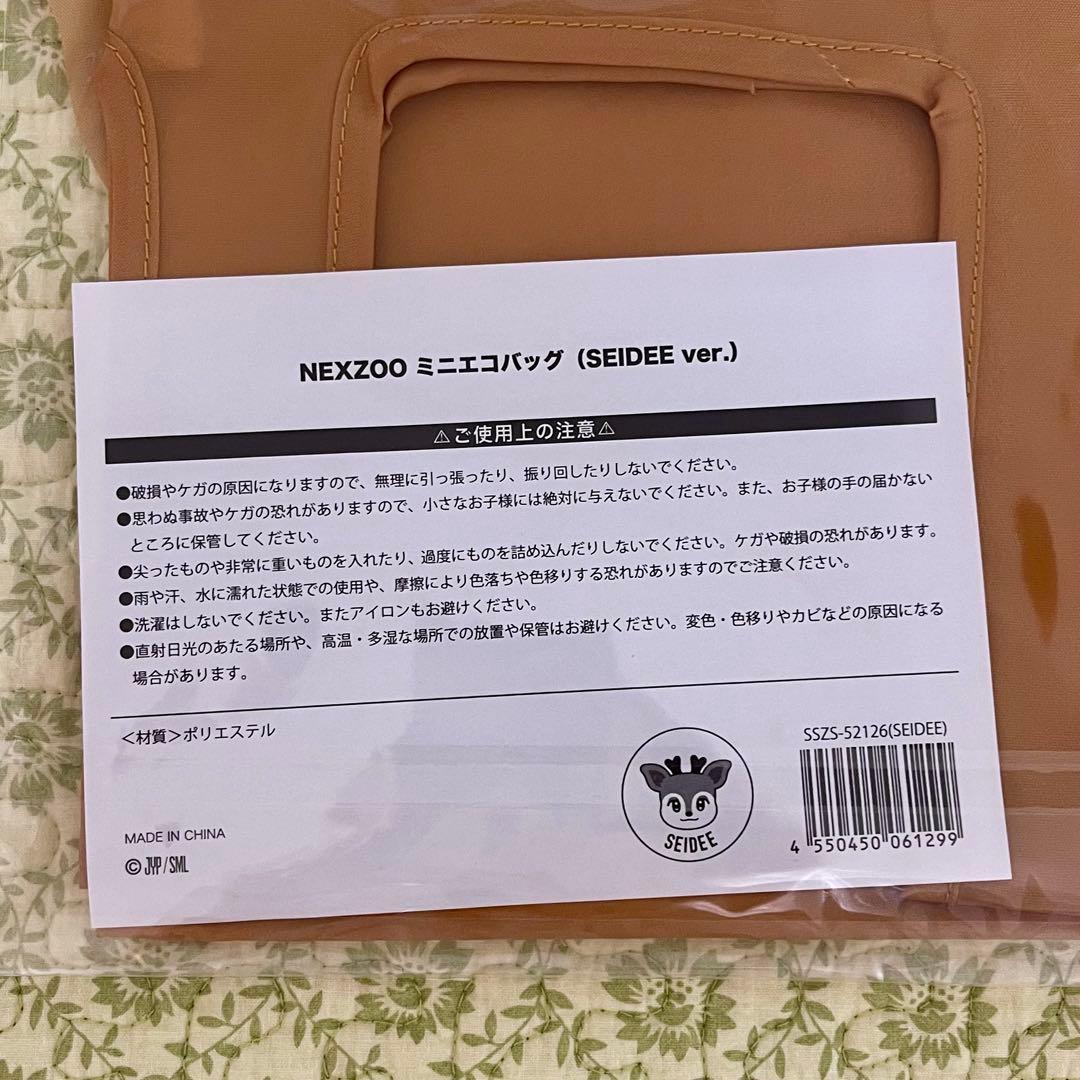 NEXZOO ミニエコバッグ（SEIDEE ver.）
⚠ご使用上の注意⚠
●破損やケガの原因になりますので、無理に引っ張ったり、振り回したりしないでください。
●思わぬ事故やケガの恐れがありますので、小さなお子様には絶対に与えないでください。また、お子様の手の届かない
ところに保管してください。
●尖ったものや非常に重いものを入れたり、過度にものを詰め込んだりしないでください。ケガや破損の恐れがあります。
●雨や汗、水に濡れた状態での使用や、摩擦により色落ちや色移りする恐れがありますのでご注意ください。
●洗濯はしないでください。またアイロンもお避けください。
●直射日光のあたる場所や、高温・多湿な場所での放置や保管はお避けください。変色・色移りやカビなどの原因になる
場合があります。
＜材質＞ポリエステル
SSZS-52126(SEIDEE)
SEIDEE
4 550450 061299
MADE IN CHINA
© JYP/SML